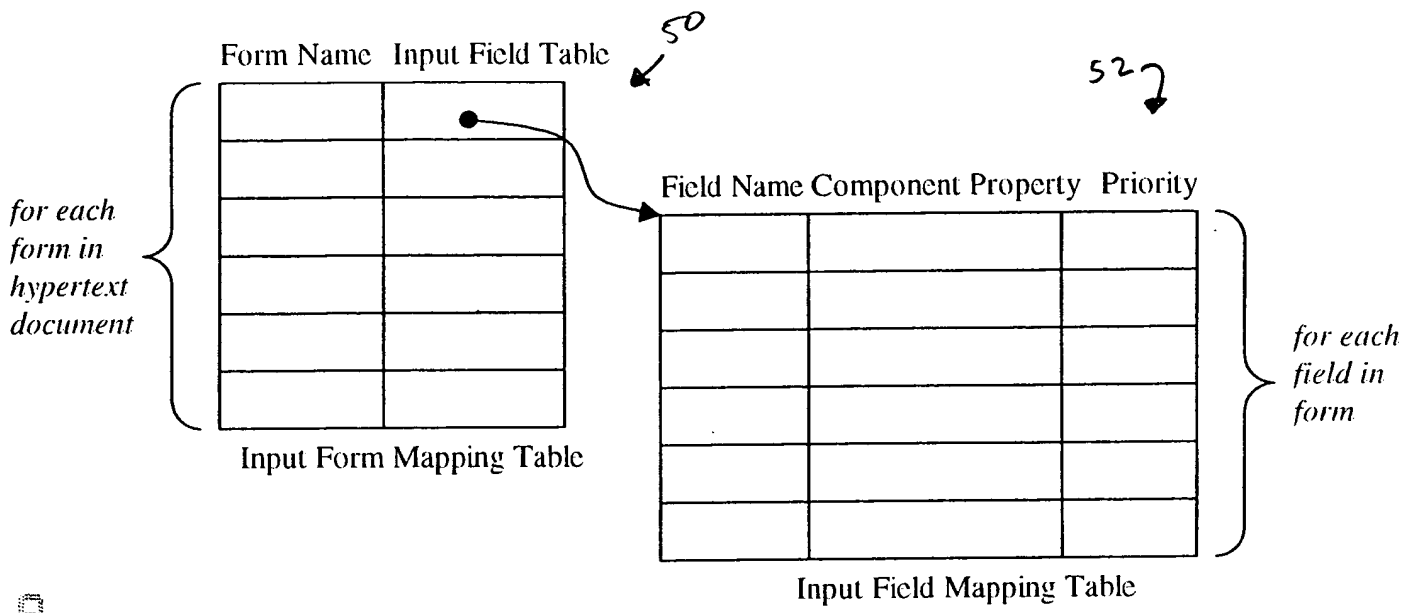 50
Form Name Input Field Table
52
for each
form in
hypertext
document
Field Name Component Property Priority
for each
field in
form
Input Form Mapping Table
Input Field Mapping Table